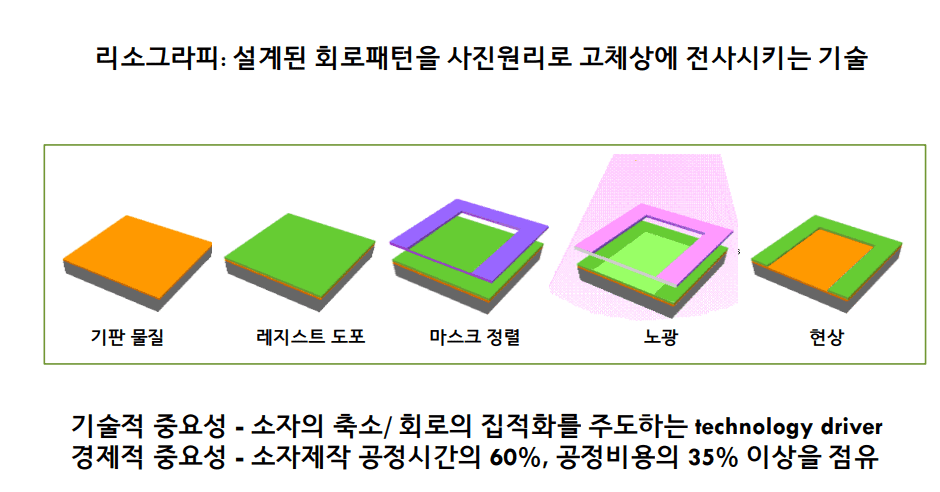 리소그라피: 설계된 회로패턴을 사진원리로 고체상에 전사시키는 기술
기판 물질
레지스트 도포
마스크 정렬
노광
현상
기술적 중요성 - 소자의 축소/ 회로의 집적화를 주도하는 technology driver
경제적 중요성 - 소자제작 공정시간의 60%, 공정비용의 35% 이상을 점유